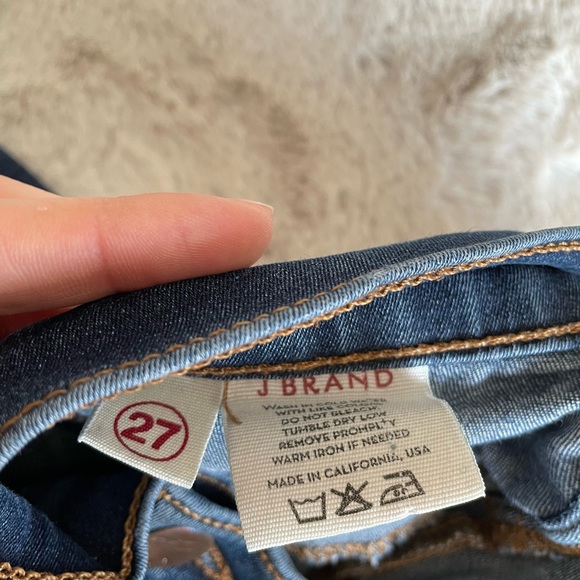 27
J BRAND
WASH IN COLD WATER
WITH LIKE COLORS
DO NOT BLEACH
TUMBLE DRY LOW
REMOVE PROMPTLY
WARM IRON IF NEEDED
MADE IN CALIFORNIA, USA